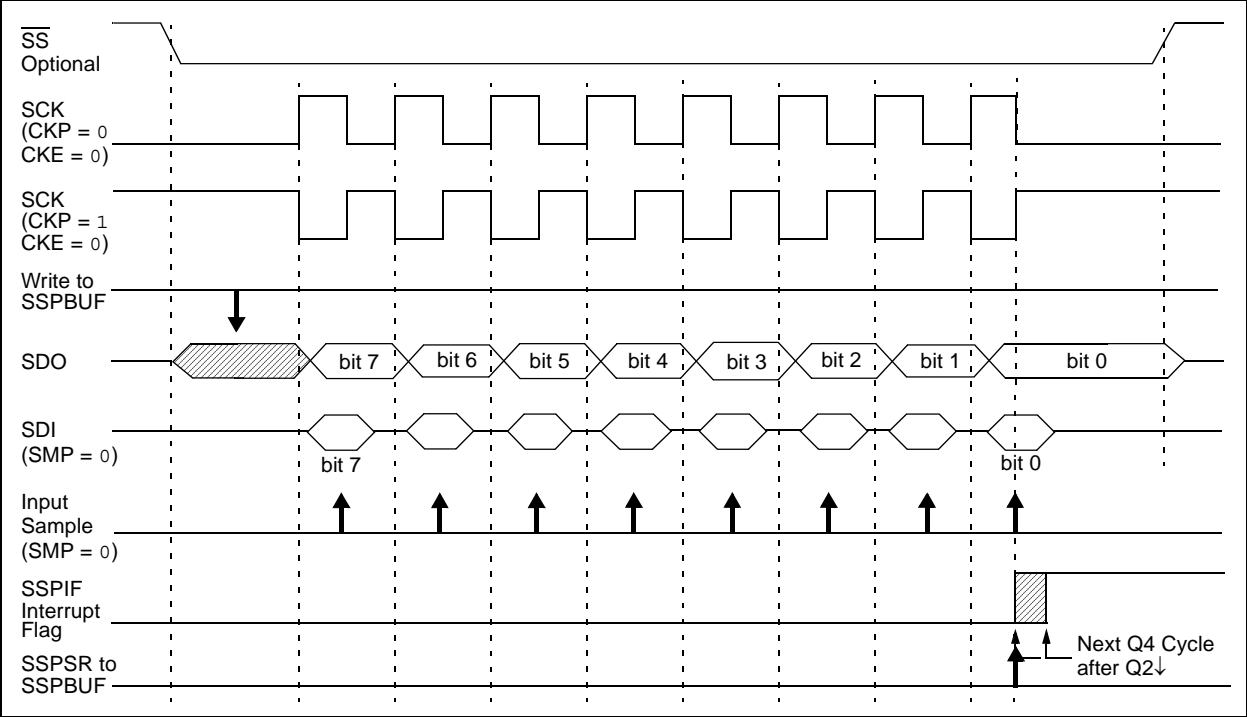 SS
Optional
SCK
(CKP = 0
CKE = 0)
SCK
(CKP = 1
CKE = 0)
Write to
SSPBUF
SDO
bit 7 bit 6 bit 5 bit 4 bit 3 bit 2 bit 1 bit 0
SDI
(SMP = 0)
bit 7 bit 0
Input
Sample
(SMP = 0)
SSPIF
Interrupt
Flag
Next Q4 Cycle
after Q2↓
SSPSR to
SSPBUF